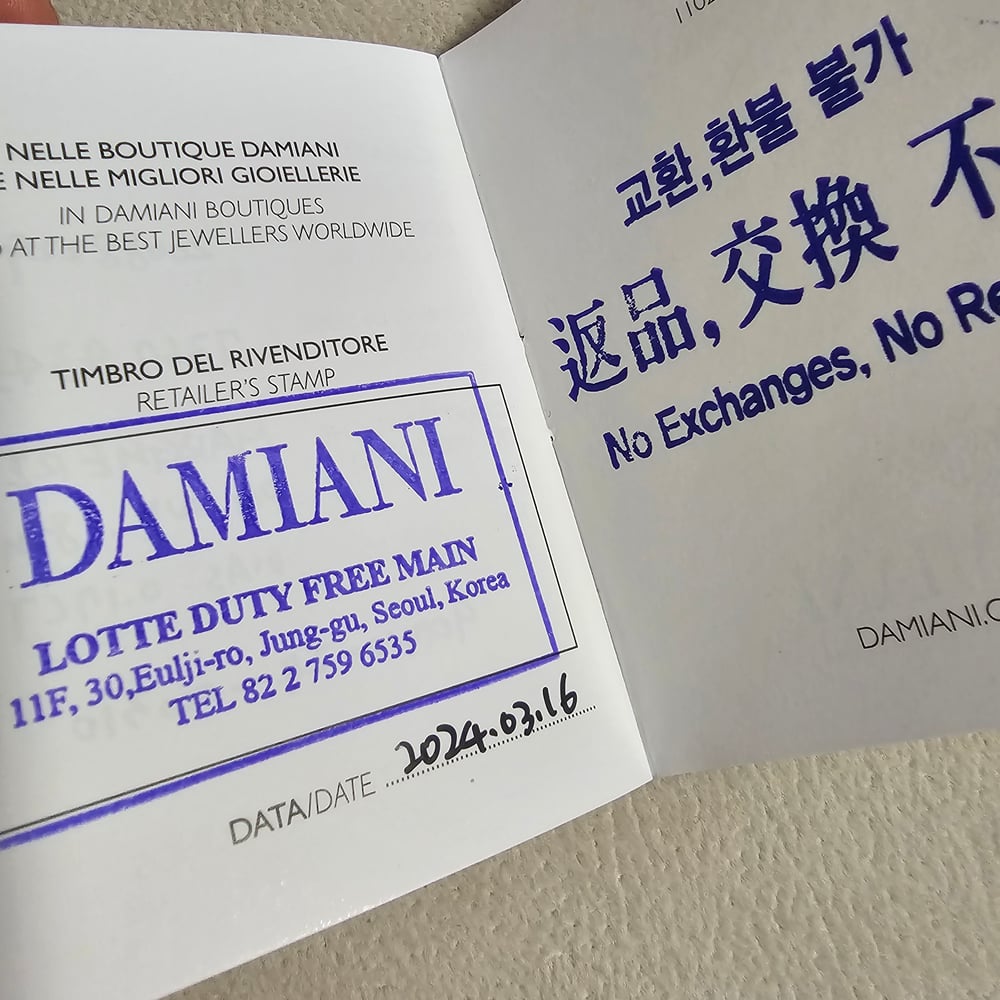 NELLE BOUTIQUE DAMIANI
E NELLE MIGLIORI GIOIELLERIE
IN DAMIANI BOUTIQUES
AT THE BEST JEWELLERS WORLDWIDE
TIMBRO DEL RIVENDITORE
RETAILER'S STAMP
DAMIANI
LOTTE DUTY FREE MAIN
11F, 30,Eulji-ro, Jung-gu, Seoul, Korea
TEL 82 2 759 6535
DATA/DATE 2024.03.16
교환, 환불 불가
返品, 交換 不
No Exchanges, No